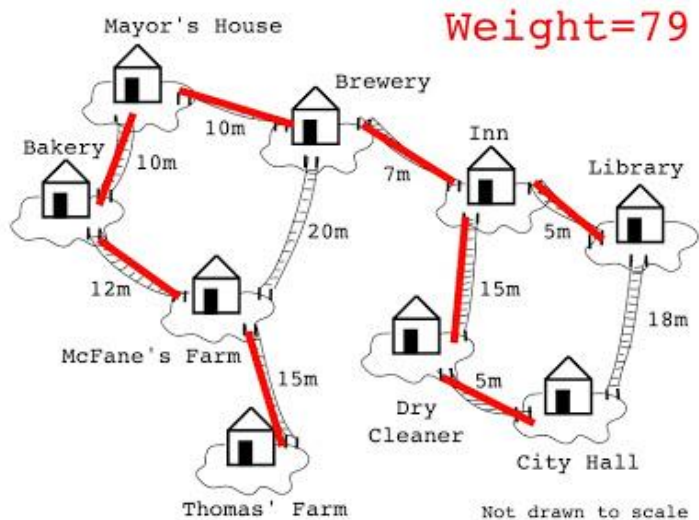 Mayor's House
Weight=79
Brewery
10m
Bakery
10m
Inn
7m
Library
20m
5m
12m
15m
18m
McFane's Farm
15m
5m
Dry
Cleaner
City Hall
Thomas' Farm
Not drawn to scale